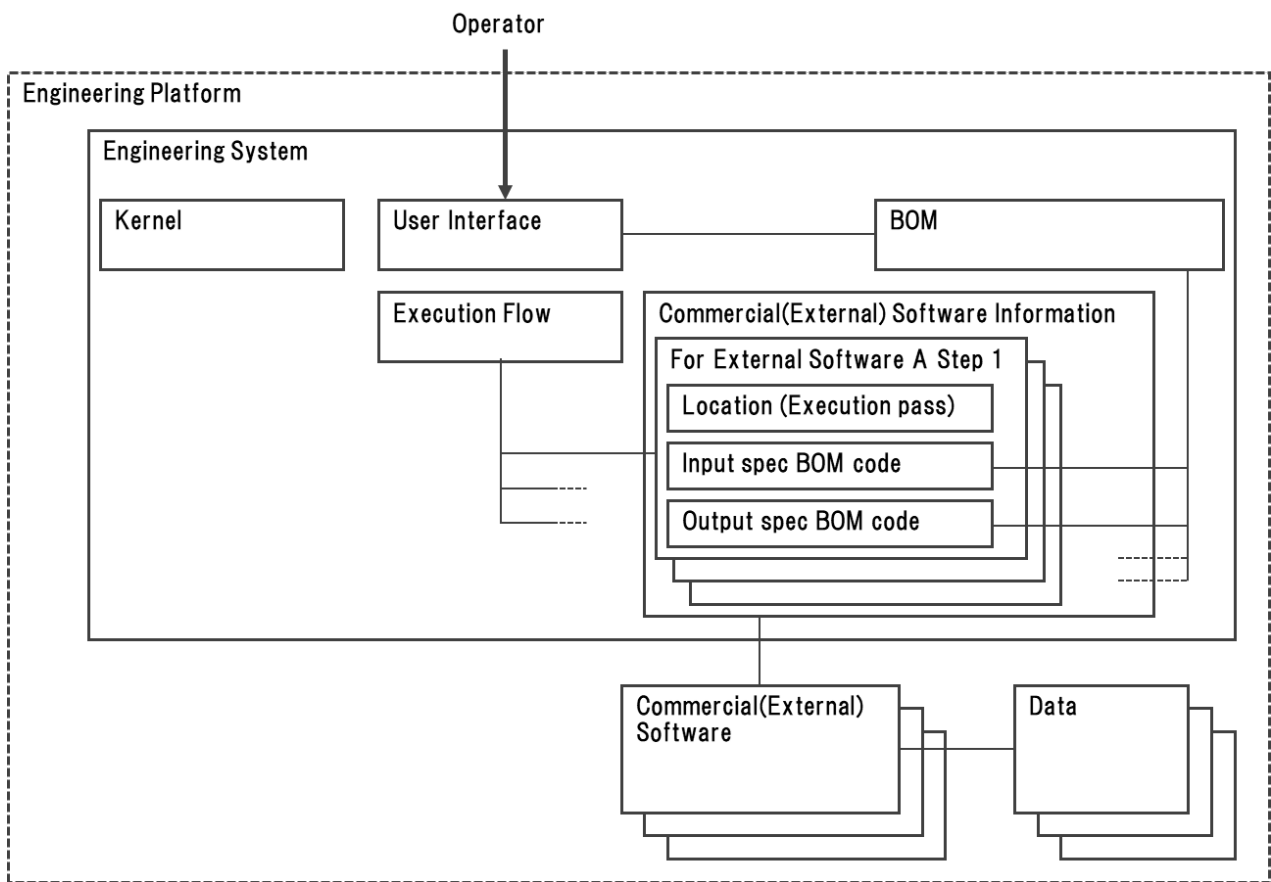 Operator
Engineering Platform
Engineering System
Kernel
User Interface
BOM
Execution Flow
Commercial(External) Software Information
For External Software A Step 1
Location (Execution pass)
Input spec BOM code
Output spec BOM code
Commercial(External)
Software
Data